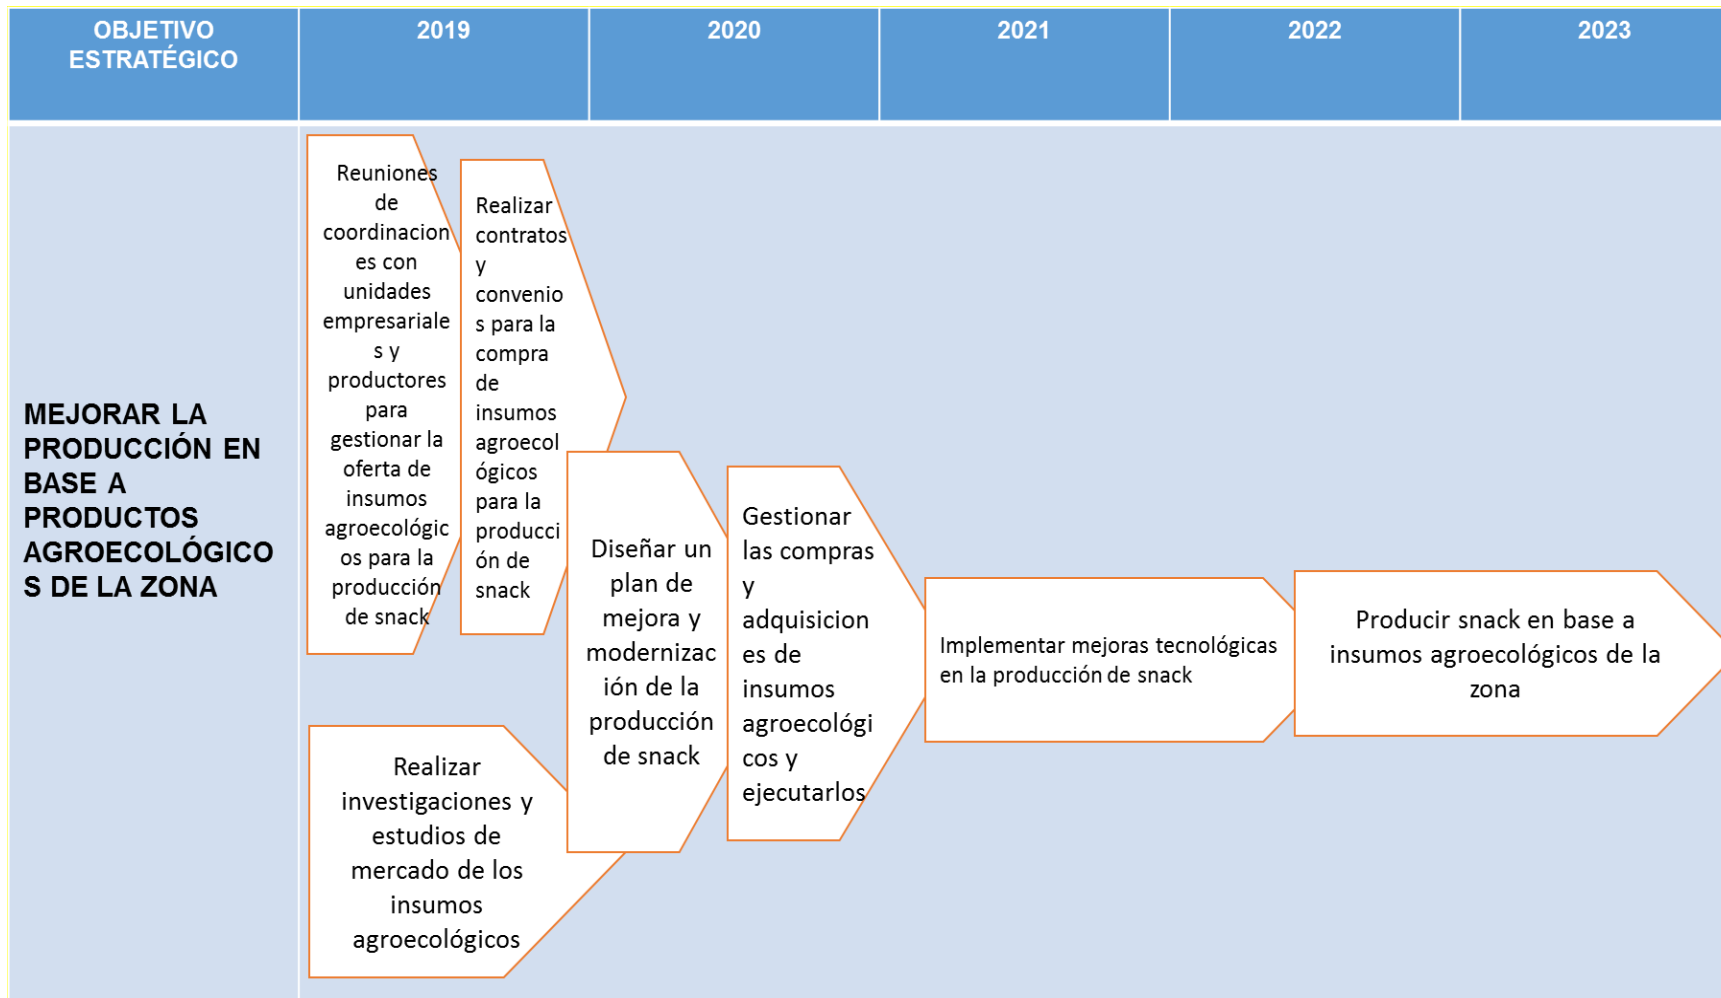 OBJETIVO
ESTRATÉGICO
2019
2020
2021
2022
2023
MEJORAR LA
PRODUCCIÓN EN
BASE A
PRODUCTOS
AGROECOLÓGICO
S DE LA ZONA
Reuniones
de
coordinacion
es con
unidades
empresariale
s y
productores
para
gestionar la
oferta de
insumos
agroecológic
os para la
producción
de snack
Realizar
contratos
y
convenio
s para la
compra
de
insumos
agroecol
ógicos
para la
producci
ón de
snack
Realizar
investigaciones y
estudios de
mercado de los
insumos
agroecológicos
Diseñar un
plan de
mejora y
modernizac
ión de la
producción
de snack
Gestionar
las compras
y
adquisicion
es de
insumos
agroecológi
cos y
ejecutarlos
Implementar mejoras tecnológicas
en la producción de snack
Producir snack en base a
insumos agroecológicos de la
zona